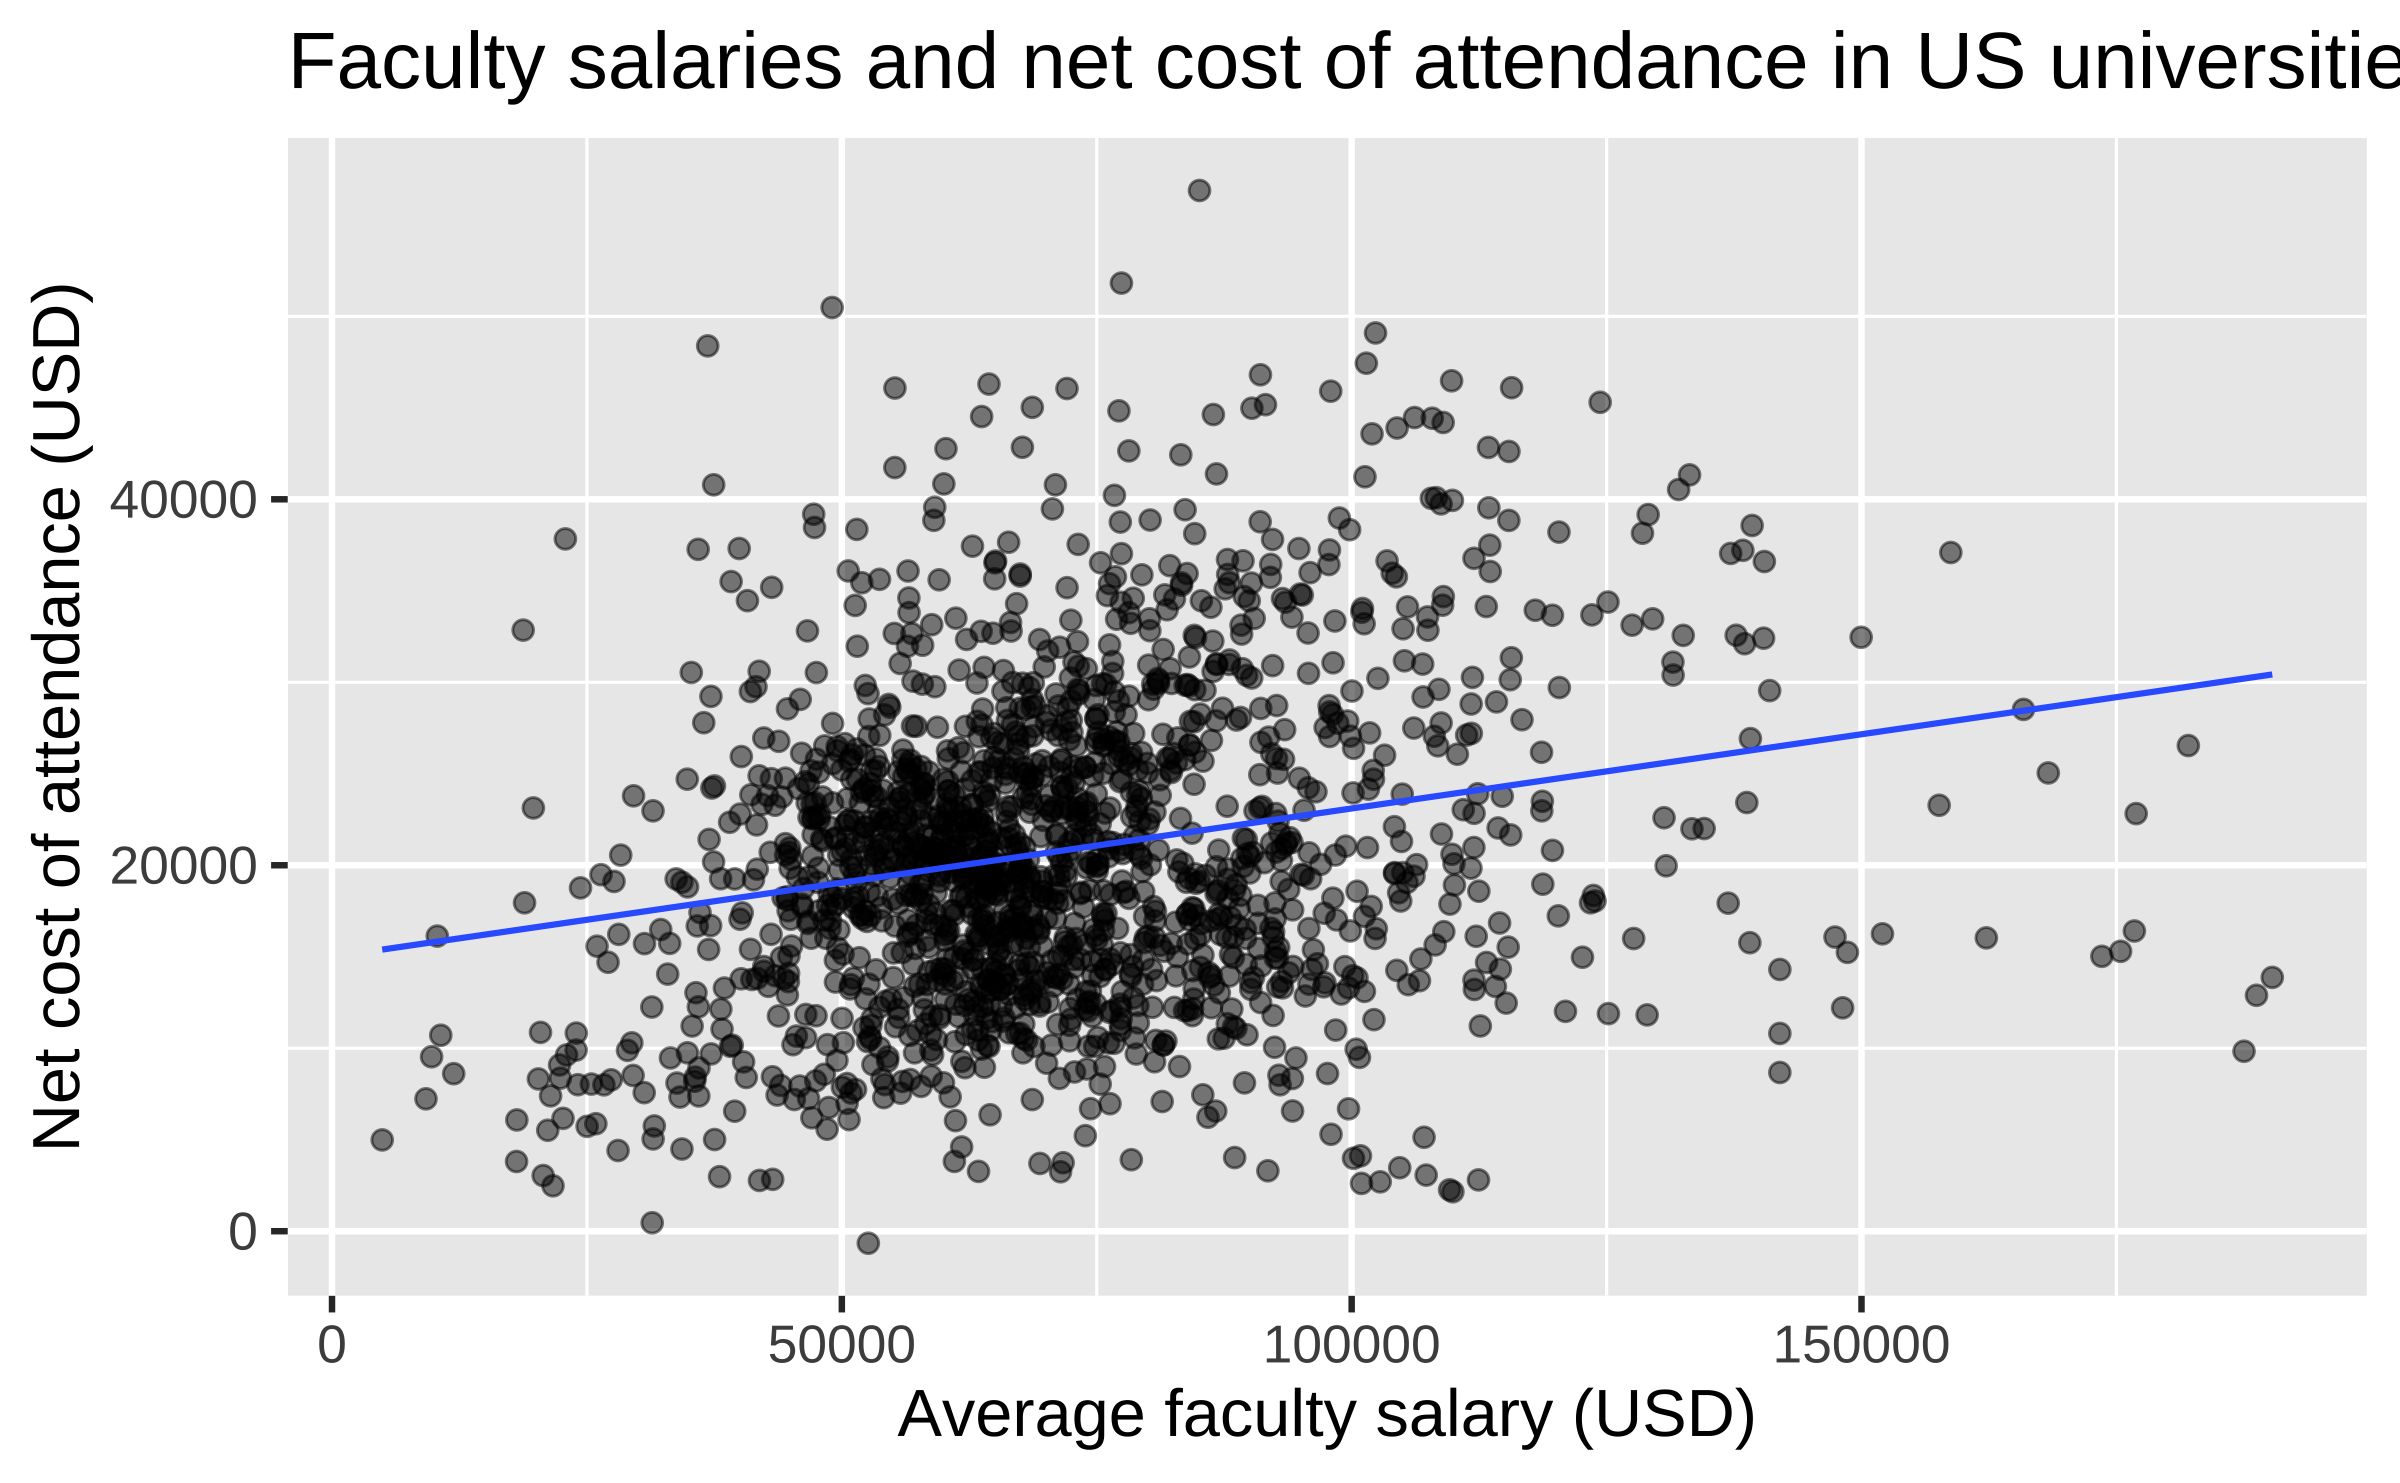 Faculty salaries and net cost of attendance in US universitie
Net cost of attendance (USD)
40000
20000
0
0
50000
100000
150000
Average faculty salary (USD)